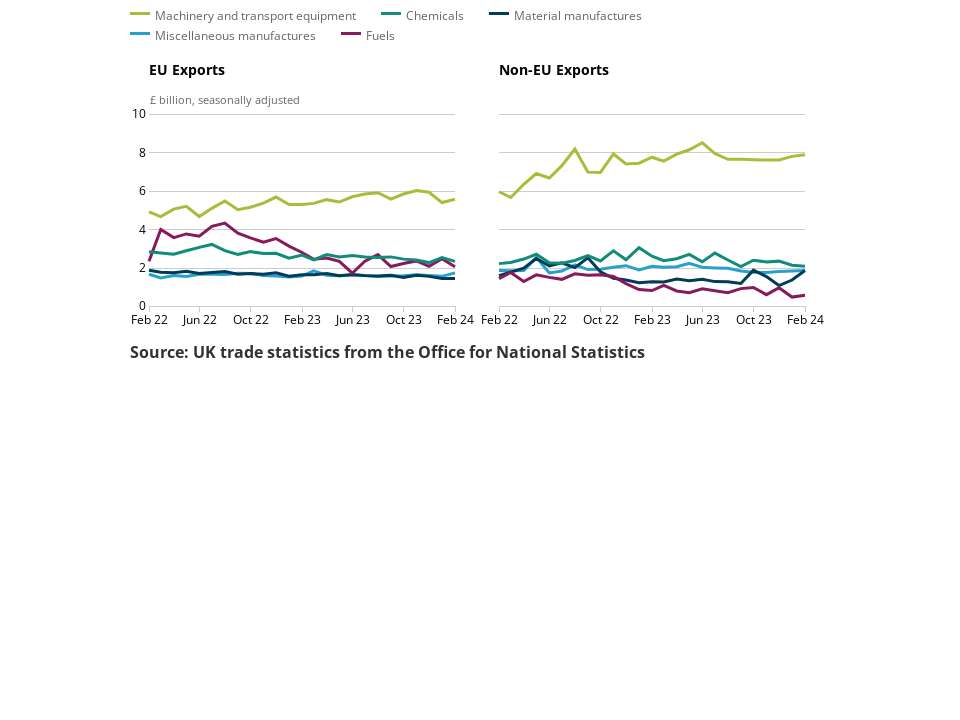 Machinery and transport equipment Chemicals Material manufactures
Miscellaneous manufactures Fuels
EU Exports Non-EU Exports
£ billion, seasonally adjusted
10
8
6
4
2
0
Feb 22 Jun 22 Oct 22 Feb 23 Jun 23 Oct 23 Feb 24 Feb 22 Jun 22 Oct 22 Feb 23 Jun 23 Oct 23 Feb 24
Source: UK trade statistics from the Office for National Statistics